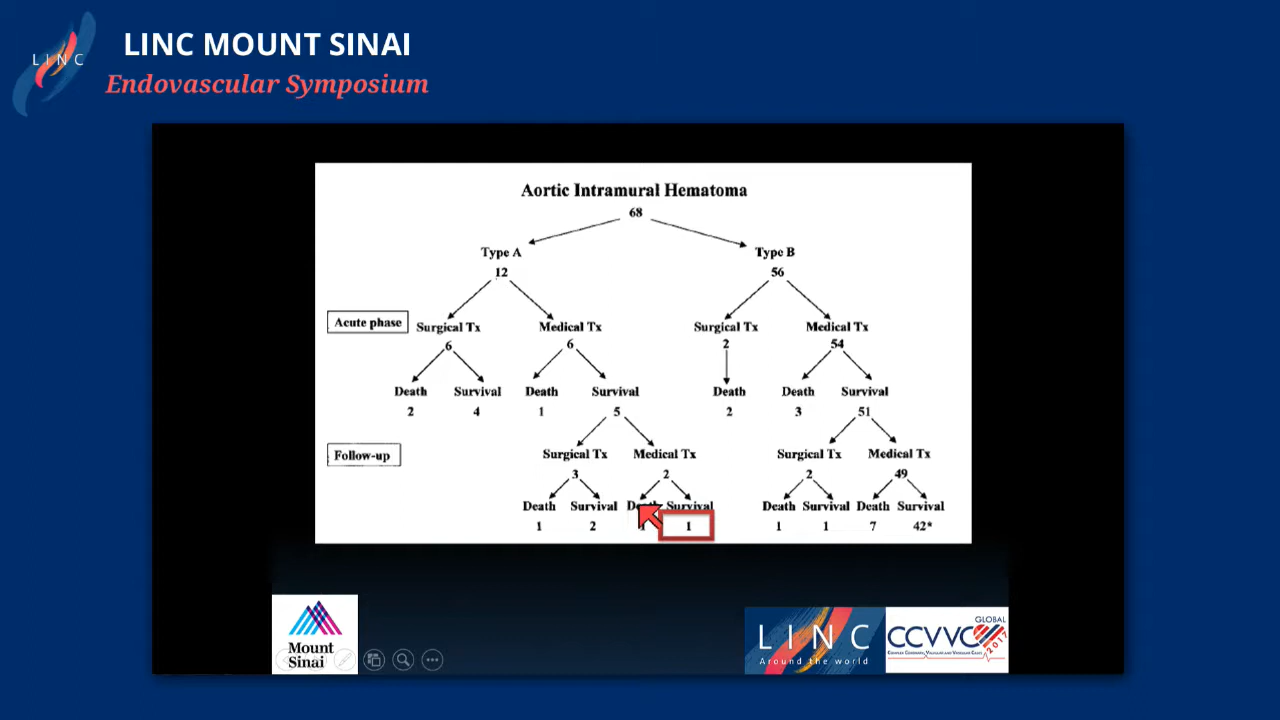 LINC MOUNT SINAI
LINC
Endovascular Symposium
Aortic Intramural Hematoma
68
Type A Type B
12 56
Acute phase
Surgical Tx Medical Tx Surgical Tx Medical Tx
6 6 2 54
Death Survival Death Survival Death Death Survival
2 4 1 5 2 3 51
Follow-up
Surgical Tx Medical Tx Surgical Tx Medical Tx
3 2 2 49
Death Survival Death Survival Death Survival Death Survival
1 2 1 1 1 1 7 42*
Mount
Sinai
LINC
Around the world
CCVVC
GLOBAL
2017